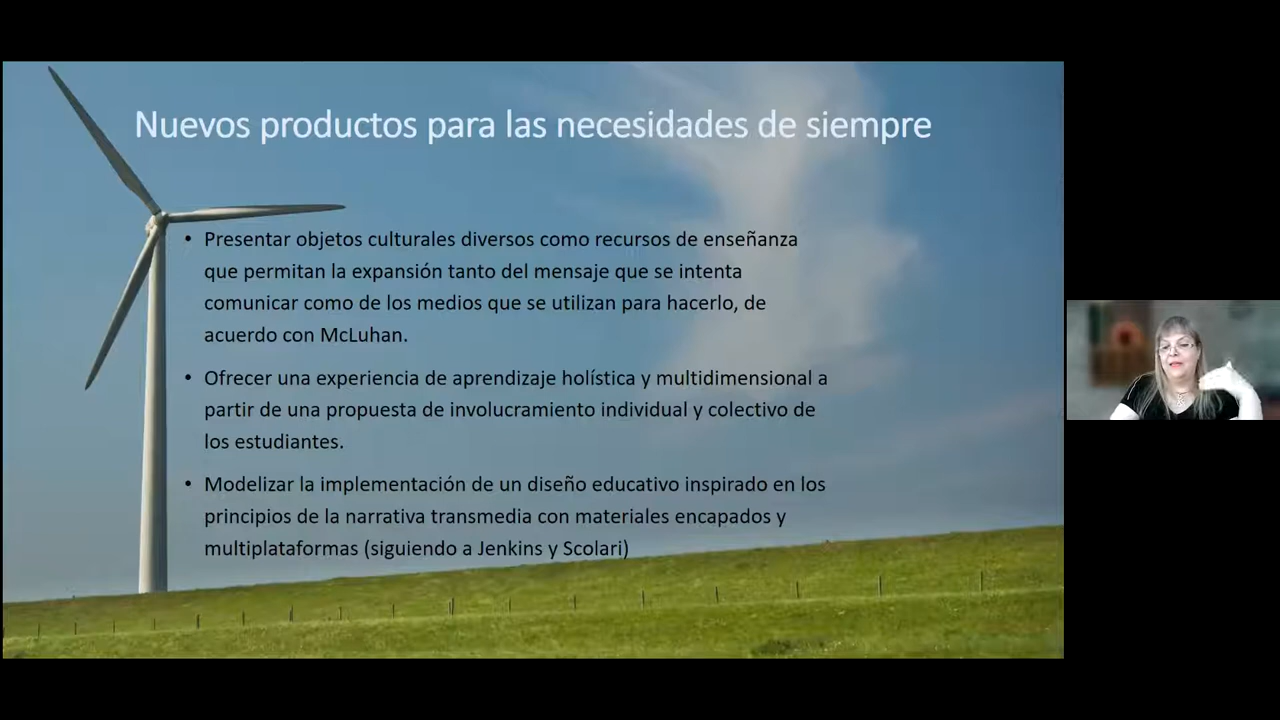 Nuevos productos para las necesidades de siempre
• Presentar objetos culturales diversos como recursos de enseñanza
que permitan la expansión tanto del mensaje que se intenta
comunicar como de los medios que se utilizan para hacerlo, de
acuerdo con McLuhan.
• Ofrecer una experiencia de aprendizaje holística y multidimensional a
partir de una propuesta de involucramiento individual y colectivo de
los estudiantes.
• Modelizar la implementación de un diseño educativo inspirado en los
principios de la narrativa transmedia con materiales encapados y
multiplataformas (siguiendo a Jenkins y Scolari)